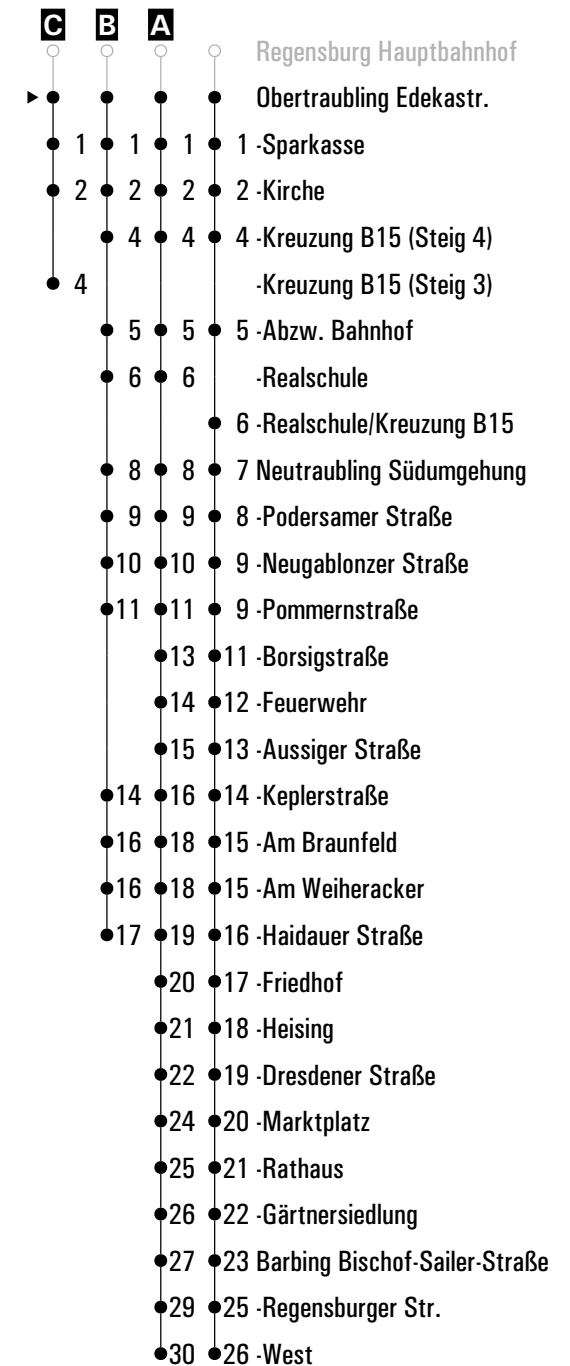 C B A
Regensburg Hauptbahnhof
Obertraubling Edekastr.
1 1 1 1 -Sparkasse
2 2 2 2 -Kirche
4 4 4 -Kreuzung B15 (Steig 4)
4 -Kreuzung B15 (Steig 3)
5 5 5 -Abzw. Bahnhof
6 6 -Realschule
6 -Realschule/Kreuzung B15
8 8 7 Neutraubling Südumgehung
9 9 8 -Podersamer Straße
10 10 9 -Neugablonzer Straße
11 11 9 -Pommernstraße
13 11 -Borsigstraße
14 12 -Feuerwehr
15 13 -Aussiger Straße
14 16 14 -Keplerstraße
16 18 15 -Am Braunfeld
16 18 15 -Am Weiheracker
17 19 16 -Haidauer Straße
20 17 -Friedhof
21 18 -Heising
22 19 -Dresdener Straße
24 20 -Marktplatz
25 21 -Rathaus
26 22 -Gärtnersiedlung
27 23 Barbing Bischof-Sailer-Straße
29 25 -Regensburger Str.
30 26 -West